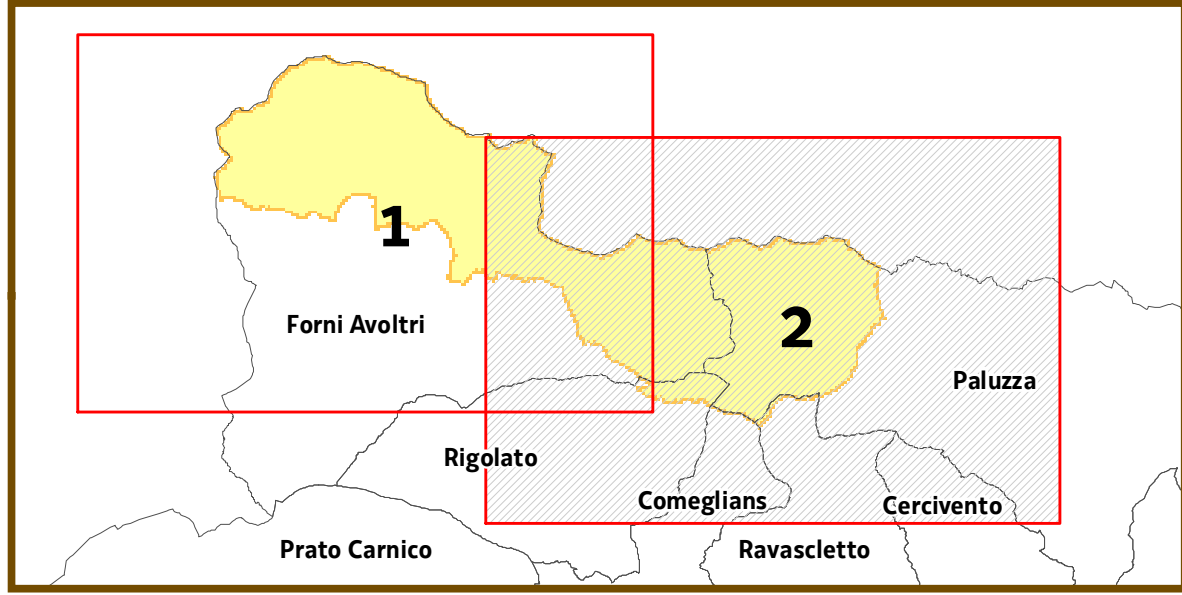 1
Forni Avoltri
2
Paluzza
Rigolato
Comeglians
Cercivento
Prato Carnico
Ravascletto